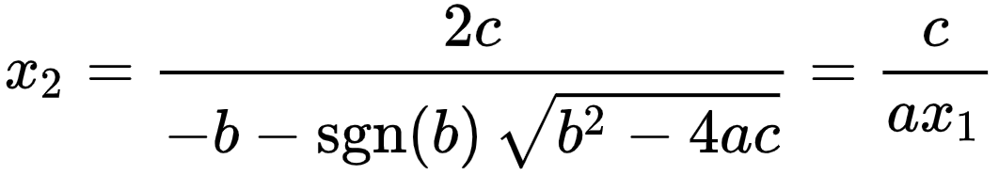 x₂ = 2c / (−b − sgn(b) √(b² − 4ac)) = c / (ax₁)